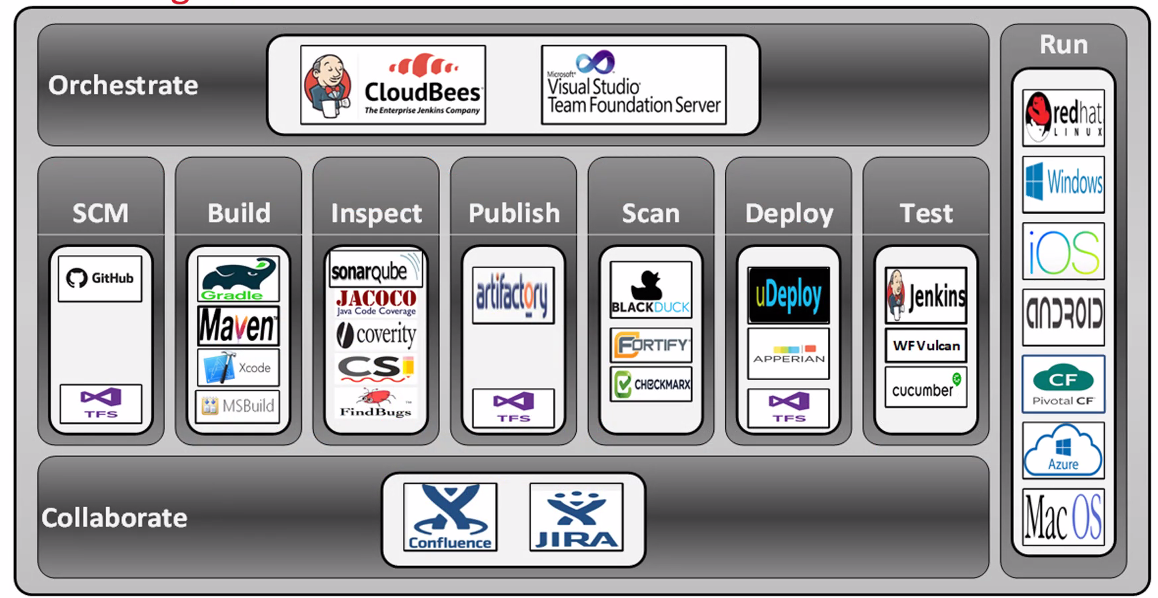 Orchestrate
CloudBees
The Enterprise Jenkins Company
Microsoft
Visual Studio
Team Foundation Server
Run
redhat
LINUX
Windows
iOS
ANDROID
CF
Pivotal CF
Azure
Mac OS
SCM
GitHub
TFS
Build
Gradle
Maven
Xcode
MSBuild
Inspect
sonarqube
JACOCO
Java Code Coverage
coverity
CSi
FindBugs
Publish
artifactory
TFS
Scan
BLACKDUCK
FORTIFY
CHECKMARX
Deploy
uDeploy
APPERIAN
TFS
Test
Jenkins
WF Vulcan
cucumber
Collaborate
Confluence
JIRA